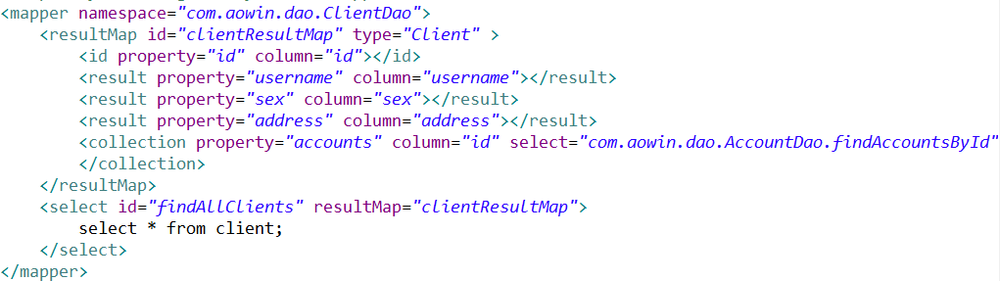 <mapper namespace="com.aowin.dao.ClientDao">
<resultMap id="clientResultMap" type="Client" >
<id property="id" column="id"></id>
<result property="username" column="username"></result>
<result property="sex" column="sex"></result>
<result property="address" column="address"></result>
<collection property="accounts" column="id" select="com.aowin.dao.AccountDao.findAccountsById"
</collection>
</resultMap>
<select id="findAllClients" resultMap="clientResultMap">
select * from client;
</select>
</mapper>